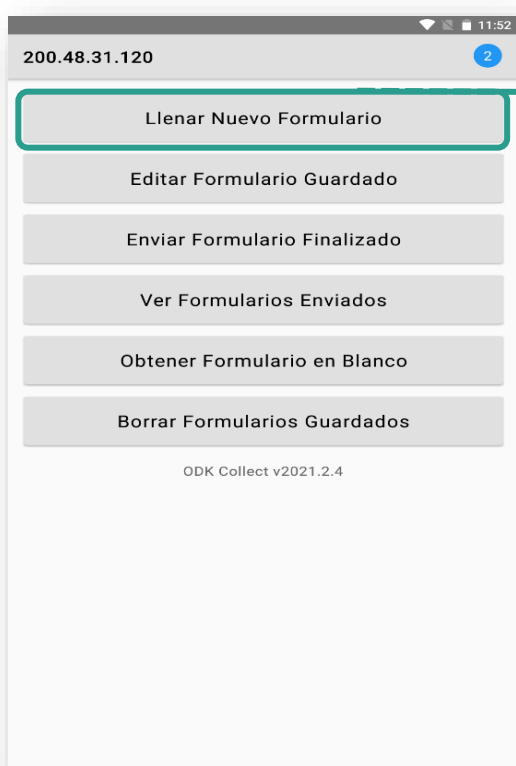 11:52
200.48.31.120
2
Llenar Nuevo Formulario
Editar Formulario Guardado
Enviar Formulario Finalizado
Ver Formularios Enviados
Obtener Formulario en Blanco
Borrar Formularios Guardados
ODK Collect v2021.2.4